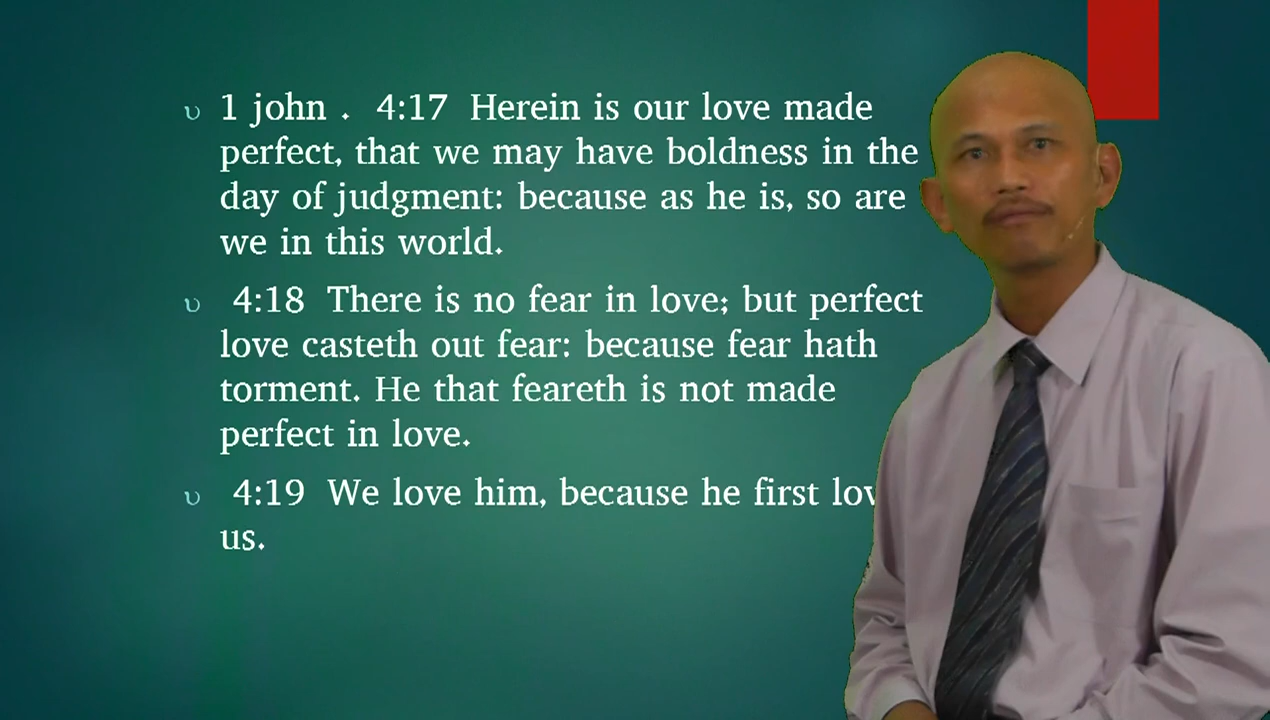 1 john . 4:17 Herein is our love made
perfect, that we may have boldness in the
day of judgment: because as he is, so are
we in this world.
4:18 There is no fear in love; but perfect
love casteth out fear: because fear hath
torment. He that feareth is not made
perfect in love.
4:19 We love him, because he first
us.